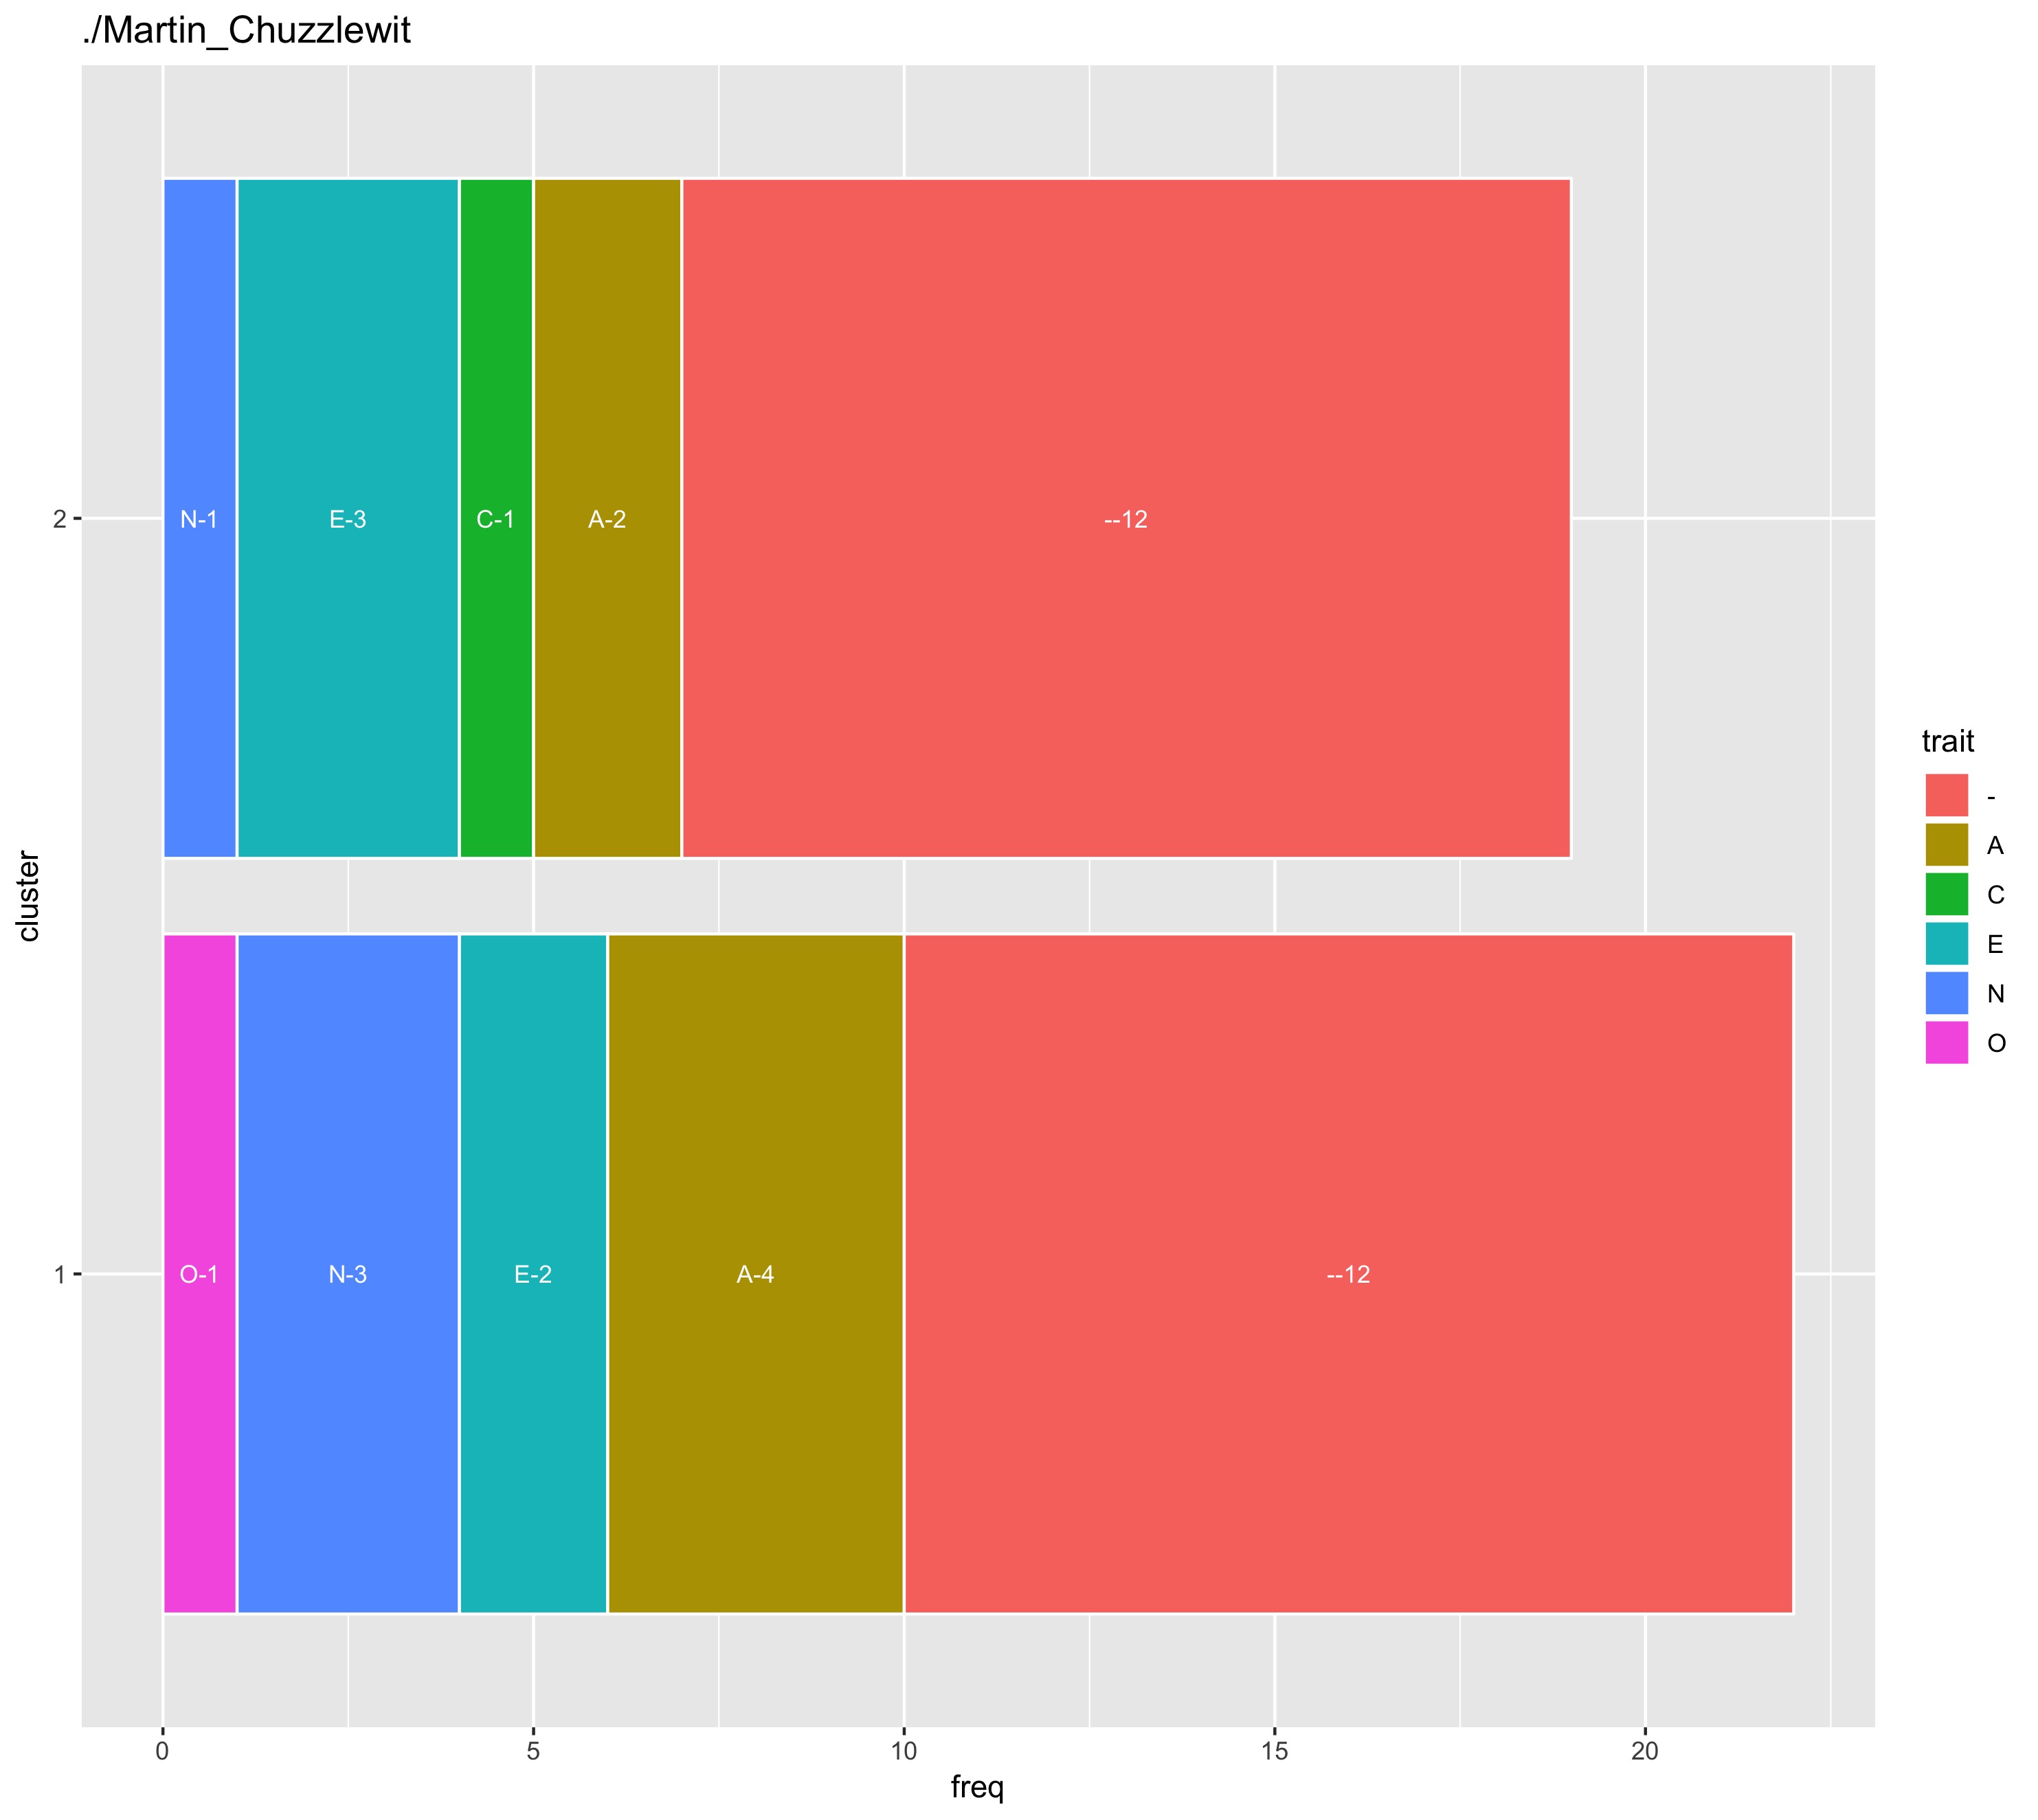 ./Martin_Chuzzlewit
cluster
2
N-1 E-3 C-1 A-2 --12
1
O-1 N-3 E-2 A-4 --12
0 5 10 15 20
freq
trait
-
A
C
E
N
O